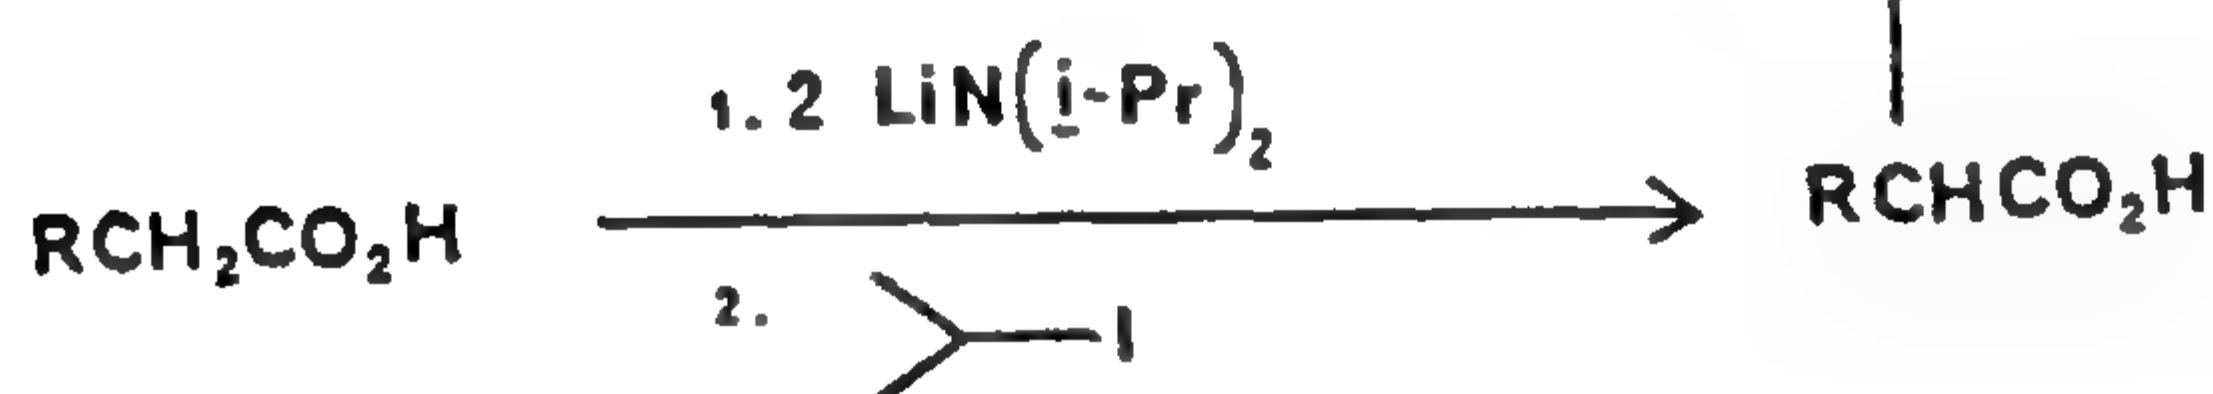 1. 2 LiN(i-Pr)₂
RCH₂CO₂H
RCHCO₂H
2.
I